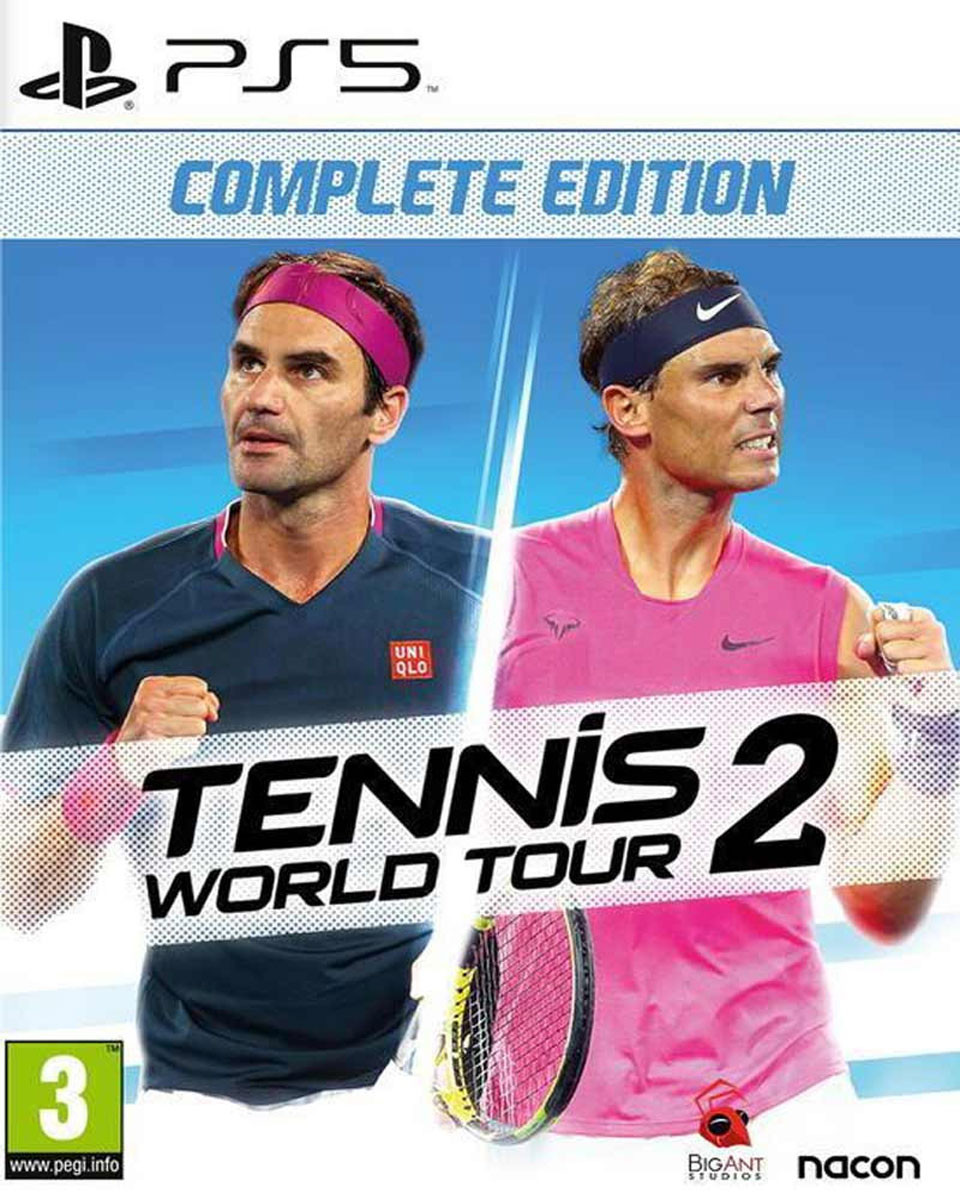 PS5
COMPLETE EDITION
UNI
QLO
TENNIS
WORLD TOUR 2
3
www.pegi.info
BIGANT
STUDIOS
nacon